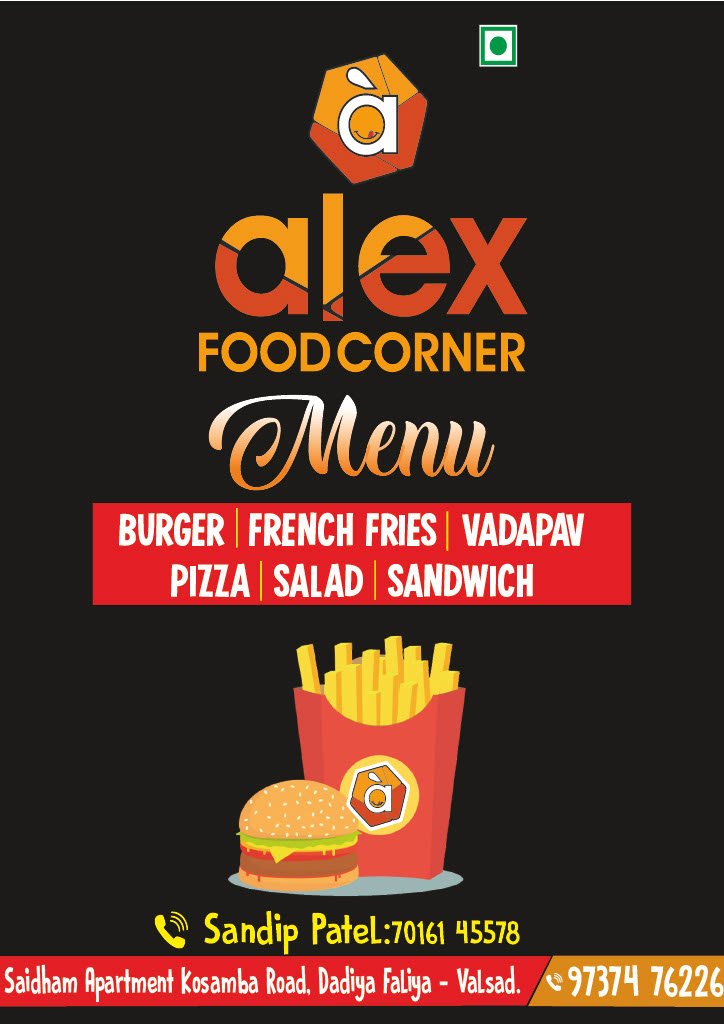 à
alex
FOOD CORNER
Menu
BURGER | FRENCH FRIES | VADAPAV
PIZZA | SALAD | SANDWICH
à
Sandip Patel:70161 45578
Saidham Apartment Kosamba Road, Dadiya Faliya - Valsad.
97374 76226